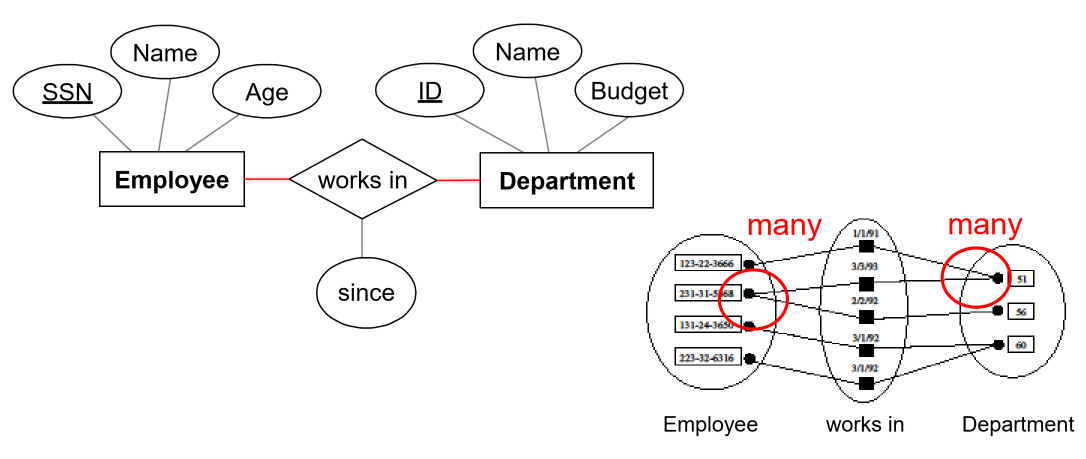 Name
SSN
Age
Name
ID
Budget
Employee
works in
Department
since
many
many
123-22-3666
231-31-5368
131-24-3650
223-32-6316
1/1/91
3/3/93
2/2/92
3/1/92
3/1/92
51
56
60
Employee
works in
Department